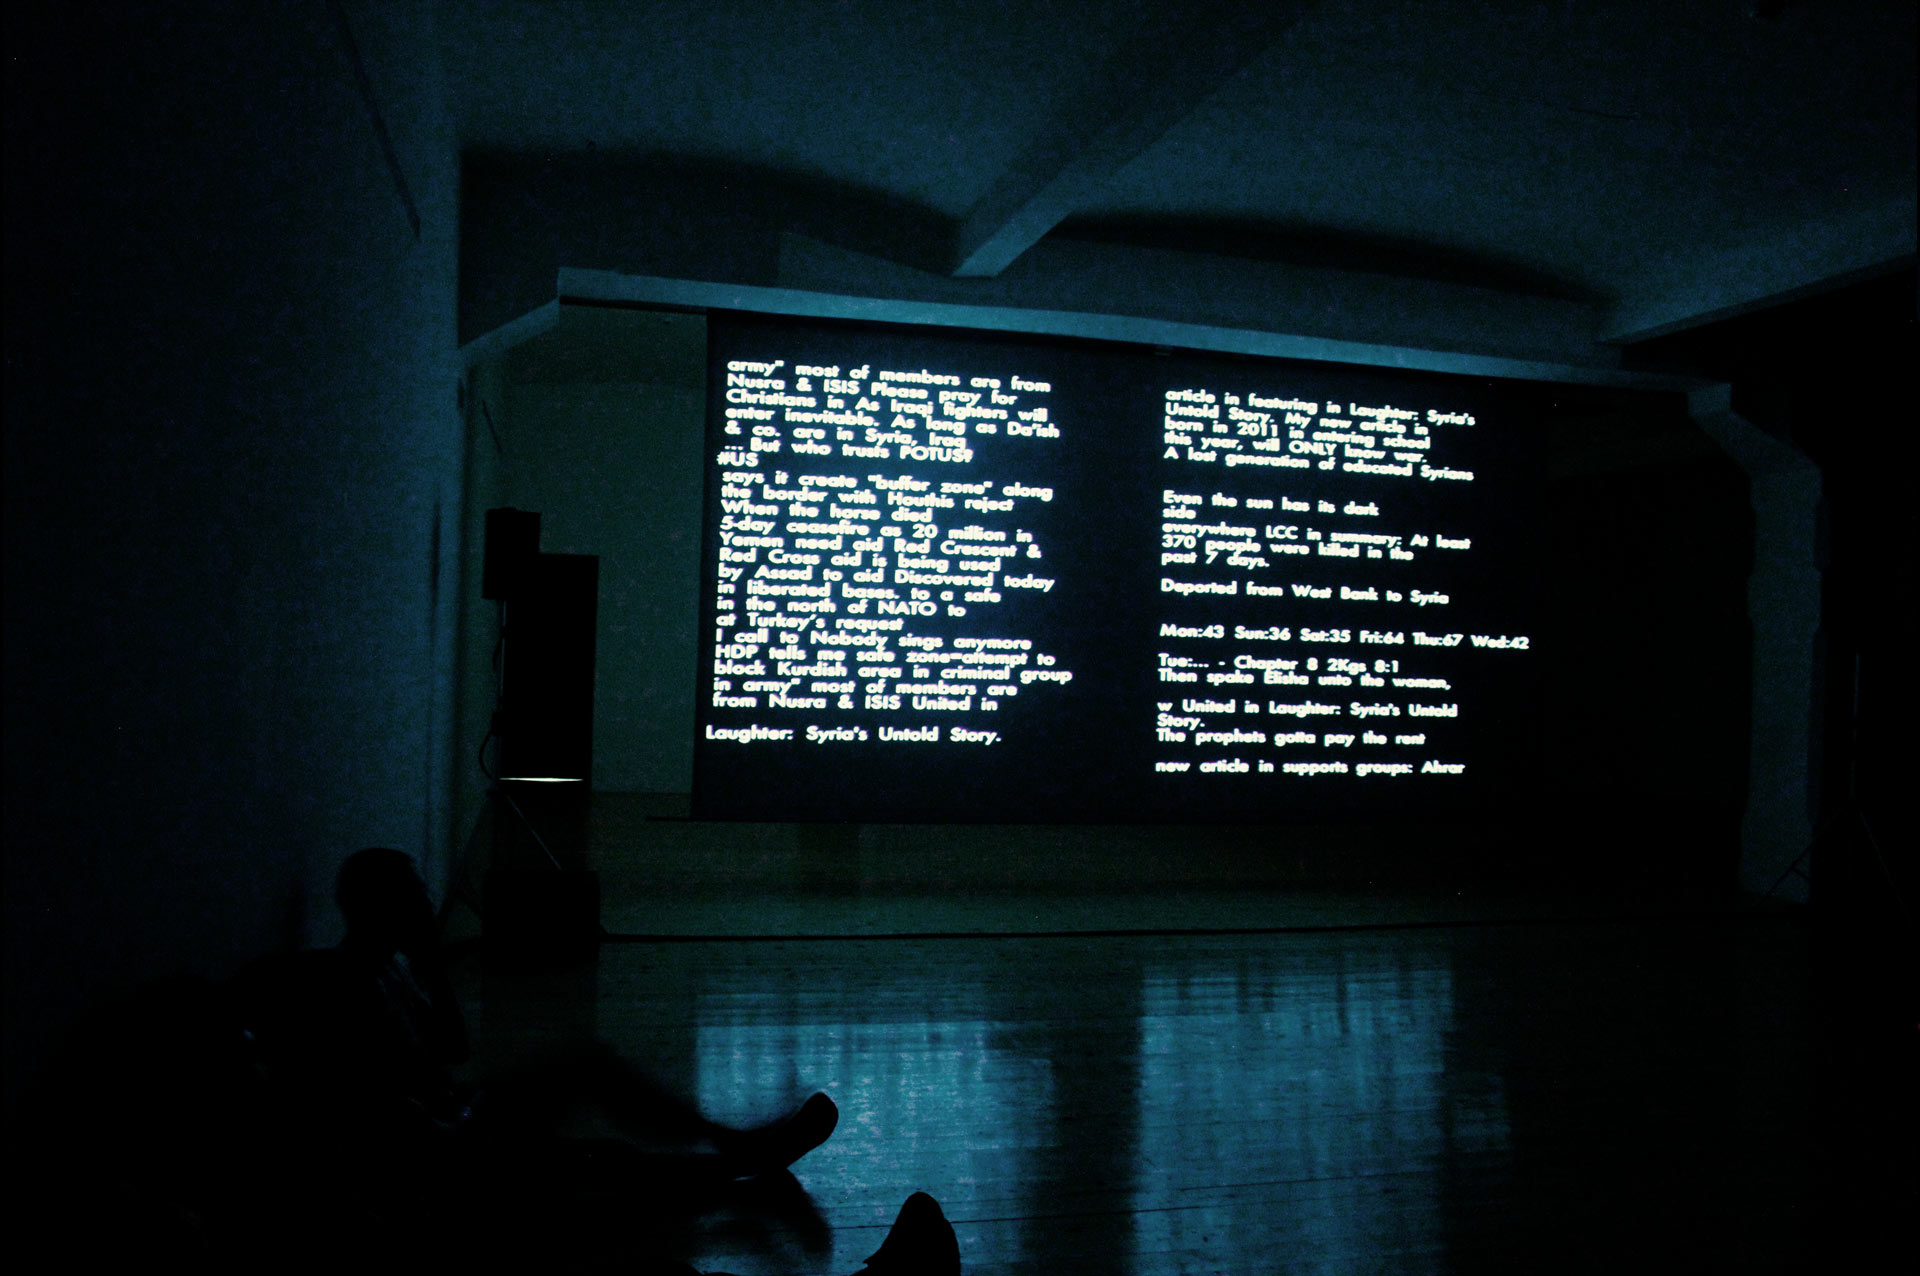 army" most of members are from
Nusra & ISIS Please pray for
Christians in As Iraqi fighters will
enter inevitable. As long as Da'ish
& co. are in Syria, Iraq
... But who trusts POTUS?
#US
says it create "buffer zone" along
the border with Houthis reject
When the horse died
5-day ceasefire as 20 million in
Yemen need aid Red Crescent &
Red Cross aid is being used
by Assad to aid Discovered today
in liberated bases. to a safe
in the north of NATO to
at Turkey's request
I call to Nobody sings anymore
HDP tells me safe zone=attempt to
block Kurdish area in criminal group
in army" most of members are
from Nusra & ISIS United in
Laughter: Syria's Untold Story.
article in featuring in Laughter: Syria's
Untold Story. My new article in
born in 2011 in entering school
this year, will ONLY know war.
A lost generation of educated Syrians
Even the sun has its dark
side
everywhere LCC in summary: At least
370 people were killed in the
past 7 days.
Deported from West Bank to Syria
Mon:43 Sun:36 Sat:35 Fri:64 Thu:67 Wed:42
Tue:... - Chapter 8 2Kgs 8:1
Then spake Elisha unto the woman,
w United in Laughter: Syria's Untold
Story.
The prophets gotta pay the rent
new article in supports groups: Ahrar